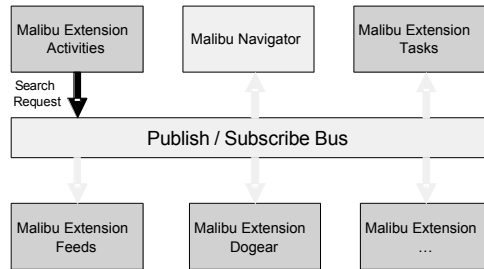 Malibu Extension
Activities
Malibu Navigator
Malibu Extension
Tasks
Search
Request
Publish / Subscribe Bus
Malibu Extension
Feeds
Malibu Extension
Dogear
Malibu Extension
…